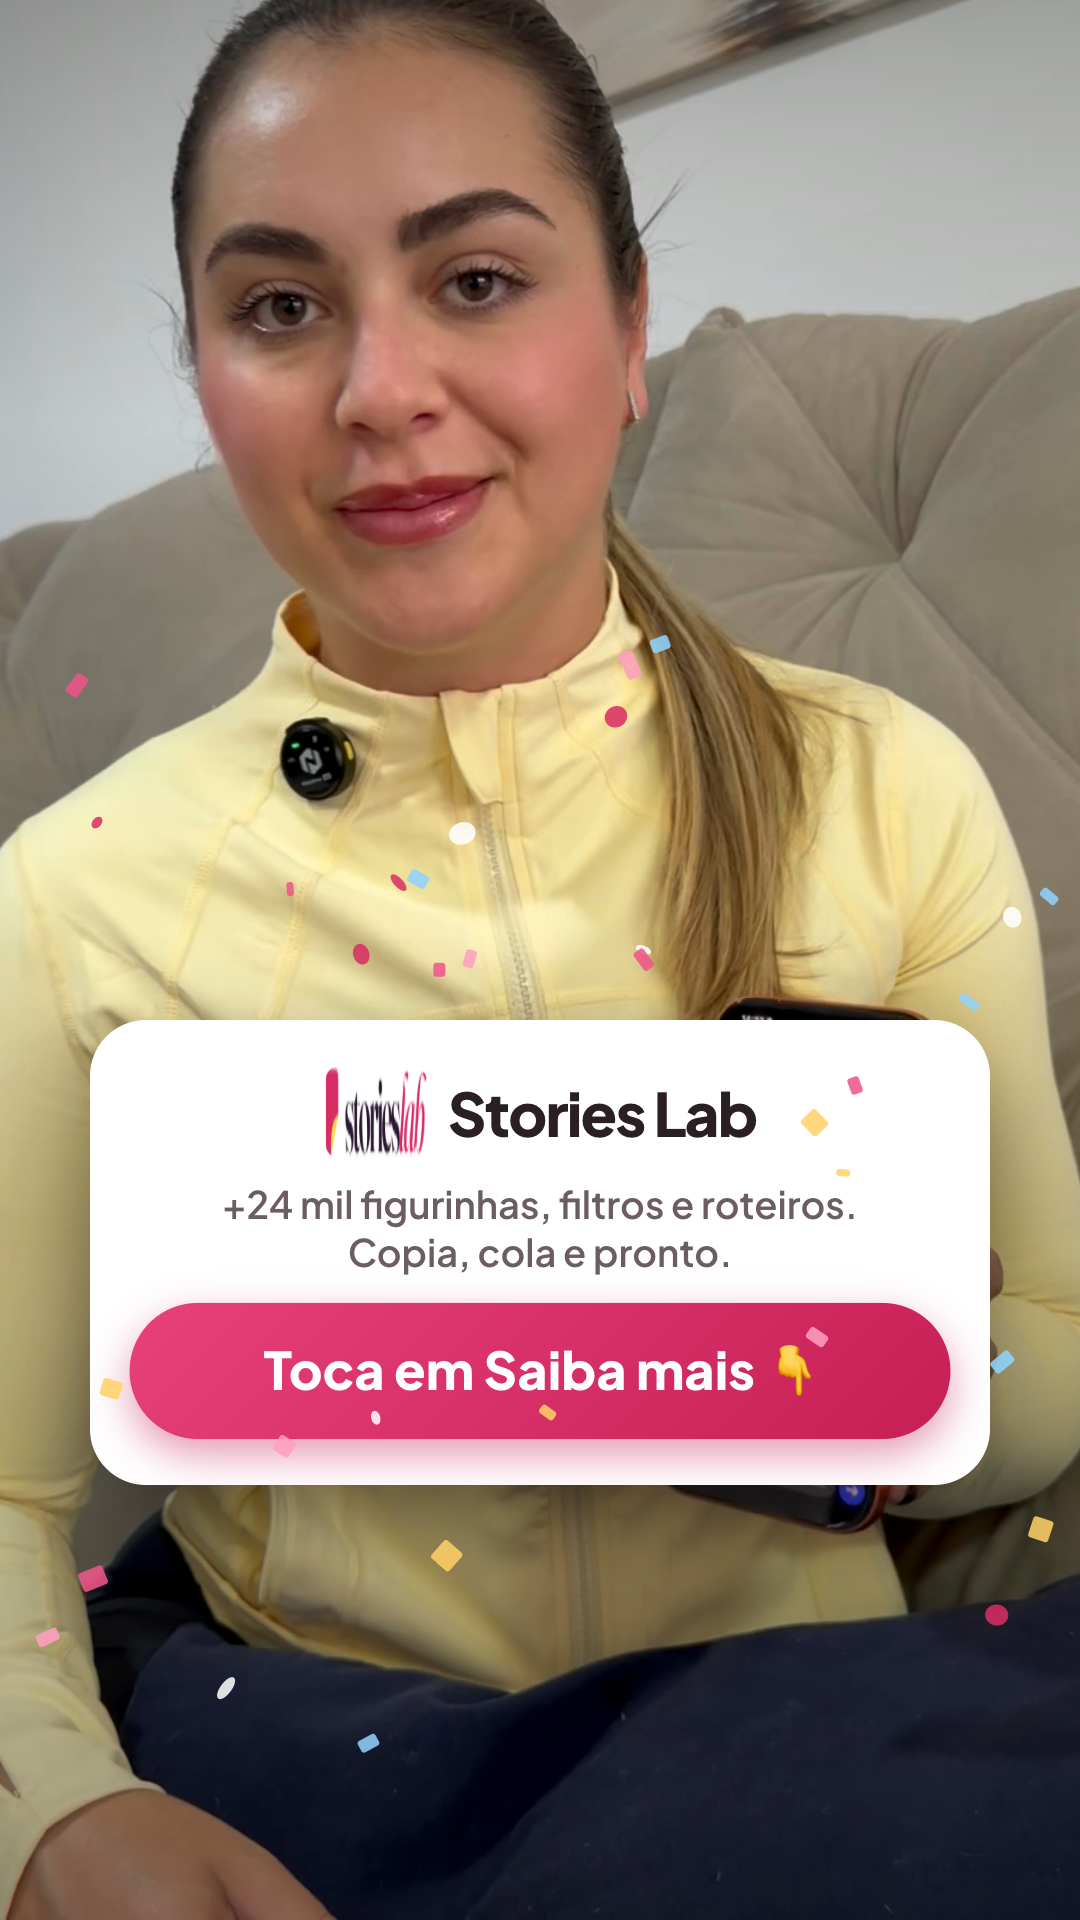 storieslab
Stories Lab
+24 mil figurinhas, filtros e roteiros.
Copia, cola e pronto.
Toca em Saiba mais 👇